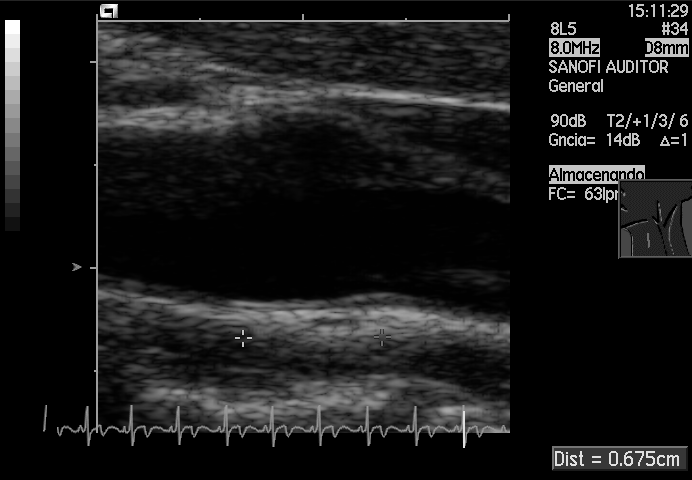 15:11:29
8L5 #34
8.0MHz D8mm
SANOFI AUDITOR
General
90dB T2/+1/3/ 6
Gncia= 14dB Δ=1
Almacenando
FC= 63lpr
Dist = 0.675cm